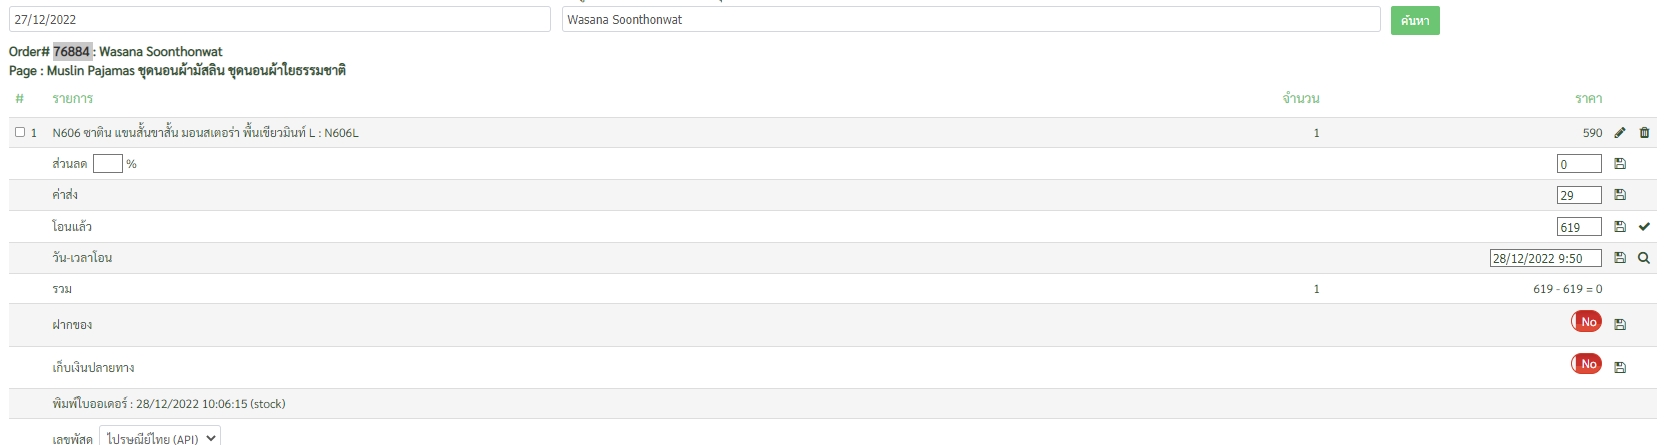 27/12/2022 Wasana Soonthonwat ค้นหา
Order# 76884 : Wasana Soonthonwat
Page : Muslin Pajamas ชุดนอนผ้ามัสลิน ชุดนอนผ้าใยธรรมชาติ
# รายการ จำนวน ราคา
1 N606 ซาติน แขนสั้นขาสั้น มอนสเตอร่า พื้นเขียวมินท์ L : N606L 1 590
ส่วนลด % 0
ค่าส่ง 29
โอนแล้ว 619
วัน-เวลาโอน 28/12/2022 9:50
รวม 1 619 - 619 = 0
ฝากของ No
เก็บเงินปลายทาง No
พิมพ์ใบออเดอร์ : 28/12/2022 10:06:15 (stock)
เลขพัสดุ ไปรษณีย์ไทย (API)